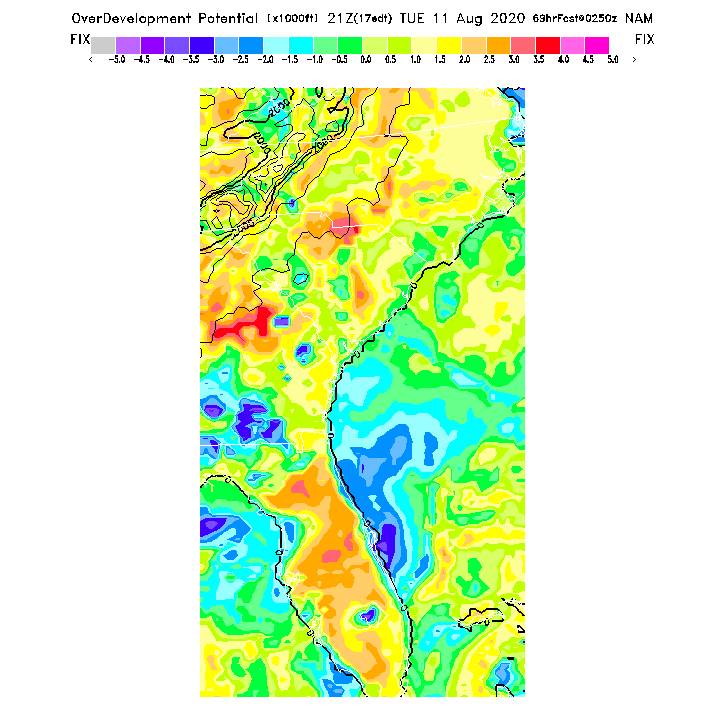 OverDevelopment Potential [x1000ft] 21Z(17edt) TUE 11 Aug 2020 69hrFcst@0250z NAM
FIX FIX
< -5.0 -4.5 -4.0 -3.5 -3.0 -2.5 -2.0 -1.5 -1.0 -0.5 0.0 0.5 1.0 1.5 2.0 2.5 3.0 3.5 4.0 4.5 5.0 >
2000
2000